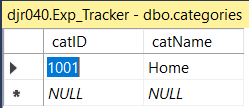 djr040.Exp_Tracker - dbo.categories
catID catName
1001 Home
* NULL NULL